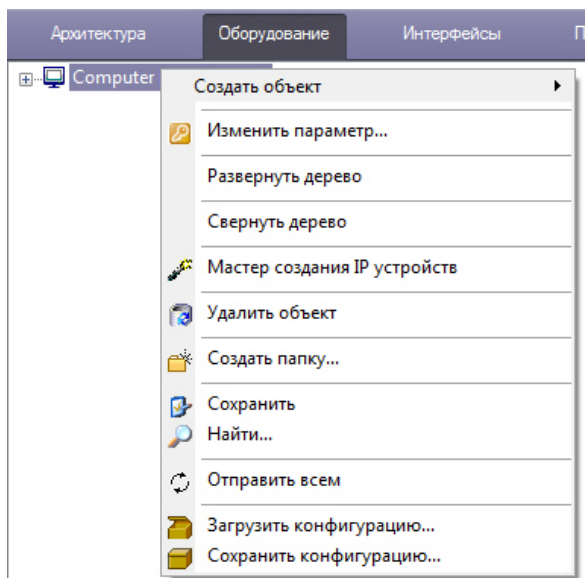 Архитектура Оборудование Интерфейсы П
Computer
Создать объект
Изменить параметр...
Развернуть дерево
Свернуть дерево
Мастер создания IP устройств
Удалить объект
Создать папку...
Сохранить
Найти...
Отправить всем
Загрузить конфигурацию...
Сохранить конфигурацию...